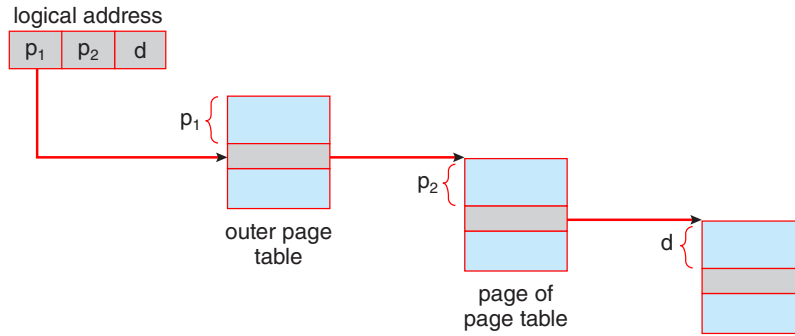 logical address
p₁ p₂ d
p₁
outer page
table
p₂
page of
page table
d